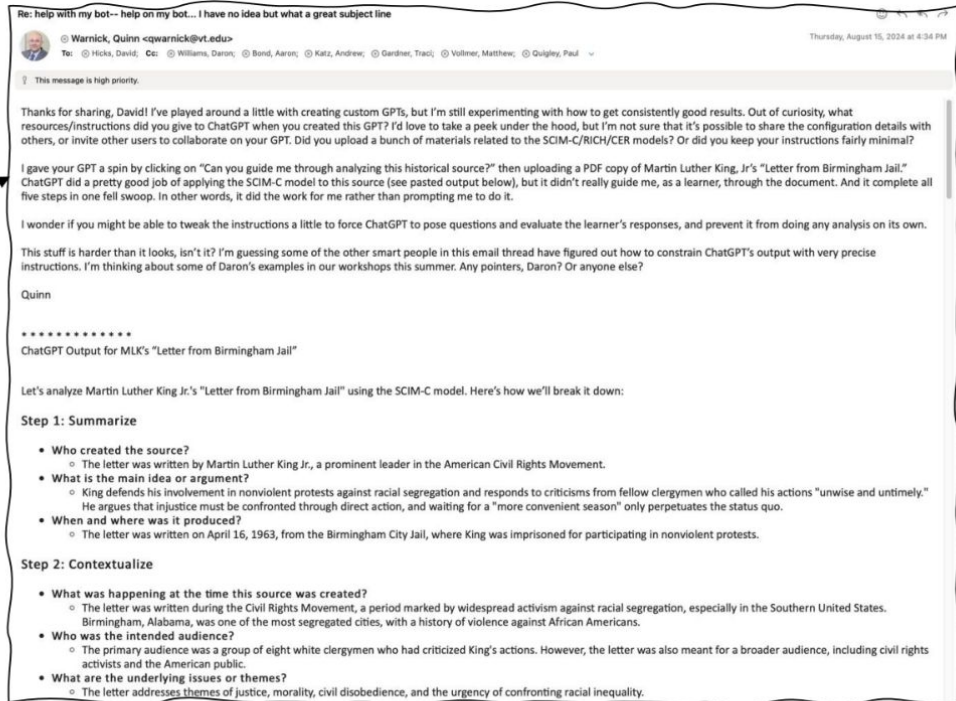 Re: help with my bot-- help on my bot... I have no idea but what a great subject line
Warnick, Quinn <qwarnick@vt.edu>
Thursday, August 15, 2024 at 4:34 PM
To: Hicks, David; Cc: Williams, Daron; Bond, Aaron; Katz, Andrew; Gardner, Traci; Vollmer, Matthew; Quigley, Paul
This message is high priority.
Thanks for sharing, David! I've played around a little with creating custom GPTs, but I'm still experimenting with how to get consistently good results. Out of curiosity, what
resources/instructions did you give to ChatGPT when you created this GPT? I'd love to take a peek under the hood, but I'm not sure that it's possible to share the configuration details with
others, or invite other users to collaborate on your GPT. Did you upload a bunch of materials related to the SCIM-C/RICH/CER models? Or did you keep your instructions fairly minimal?
I gave your GPT a spin by clicking on "Can you guide me through analyzing this historical source?" then uploading a PDF copy of Martin Luther King, Jr's "Letter from Birmingham Jail."
ChatGPT did a pretty good job of applying the SCIM-C model to this source (see pasted output below), but it didn't really guide me, as a learner, through the document. And it complete all
five steps in one fell swoop. In other words, it did the work for me rather than prompting me to do it.
I wonder if you might be able to tweak the instructions a little to force ChatGPT to pose questions and evaluate the learner's responses, and prevent it from doing any analysis on its own.
This stuff is harder than it looks, isn't it? I'm guessing some of the other smart people in this email thread have figured out how to constrain ChatGPT's output with very precise
instructions. I'm thinking about some of Daron's examples in our workshops this summer. Any pointers, Daron? Or anyone else?
Quinn
* * * * * * * * * * * * *
ChatGPT Output for MLK's "Letter from Birmingham Jail"
Let's analyze Martin Luther King Jr.'s "Letter from Birmingham Jail" using the SCIM-C model. Here's how we'll break it down:
Step 1: Summarize
• Who created the source?
○ The letter was written by Martin Luther King Jr., a prominent leader in the American Civil Rights Movement.
• What is the main idea or argument?
○ King defends his involvement in nonviolent protests against racial segregation and responds to criticisms from fellow clergymen who called his actions "unwise and untimely."
He argues that injustice must be confronted through direct action, and waiting for a "more convenient season" only perpetuates the status quo.
• When and where was it produced?
○ The letter was written on April 16, 1963, from the Birmingham City Jail, where King was imprisoned for participating in nonviolent protests.
Step 2: Contextualize
• What was happening at the time this source was created?
○ The letter was written during the Civil Rights Movement, a period marked by widespread activism against racial segregation, especially in the Southern United States.
Birmingham, Alabama, was one of the most segregated cities, with a history of violence against African Americans.
• Who was the intended audience?
○ The primary audience was a group of eight white clergymen who had criticized King's actions. However, the letter was also meant for a broader audience, including civil rights
activists and the American public.
• What are the underlying issues or themes?
○ The letter addresses themes of justice, morality, civil disobedience, and the urgency of confronting racial inequality.